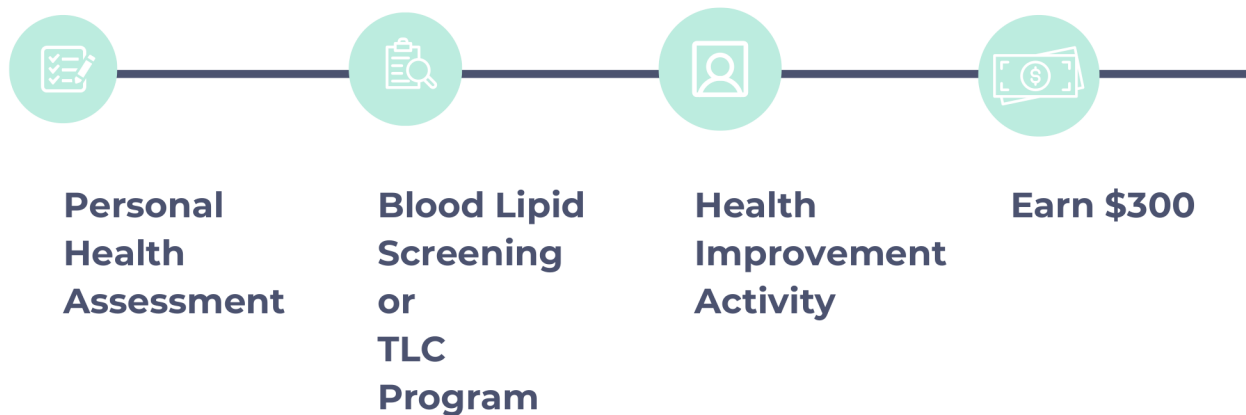 Personal
Health
Assessment
Blood Lipid
Screening
or
TLC
Program
Health
Improvement
Activity
Earn $300